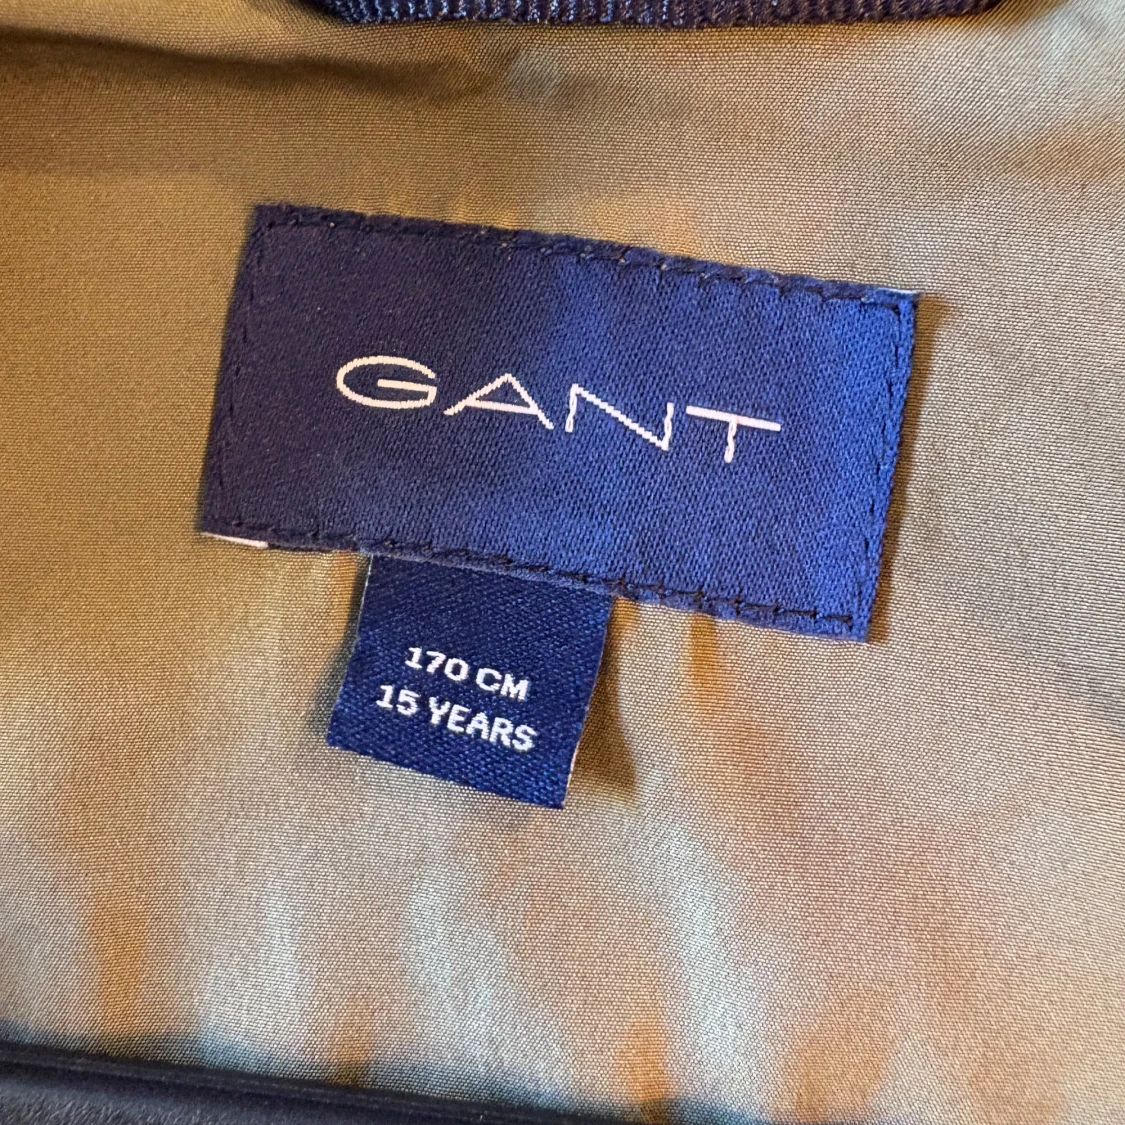 GANT
170 CM
15 YEARS